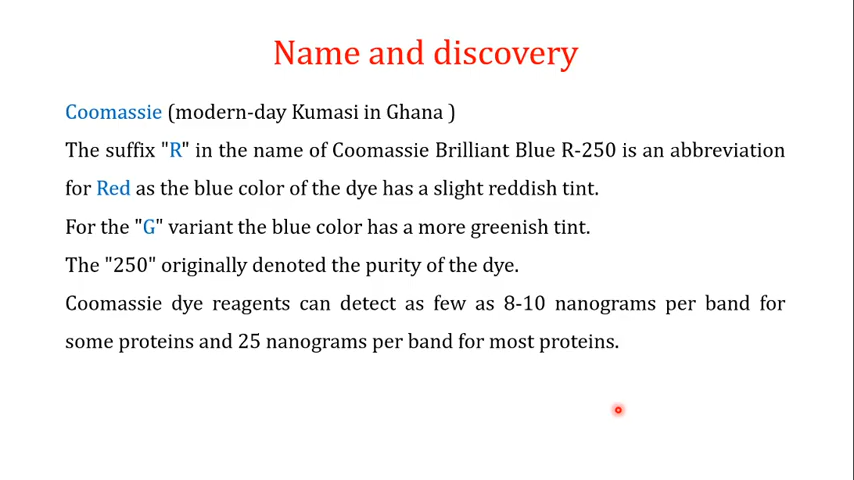 Name and discovery
Coomassie (modern-day Kumasi in Ghana )
The suffix "R" in the name of Coomassie Brilliant Blue R-250 is an abbreviation
for Red as the blue color of the dye has a slight reddish tint.
For the "G" variant the blue color has a more greenish tint.
The "250" originally denoted the purity of the dye.
Coomassie dye reagents can detect as few as 8-10 nanograms per band for
some proteins and 25 nanograms per band for most proteins.